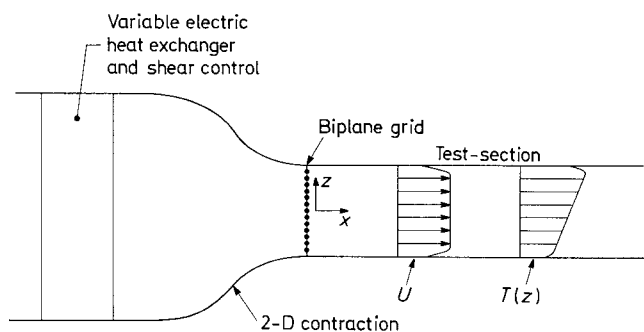 Variable electric
heat exchanger
and shear control
Biplane grid
Test-section
z
x
U
T(z)
2-D contraction